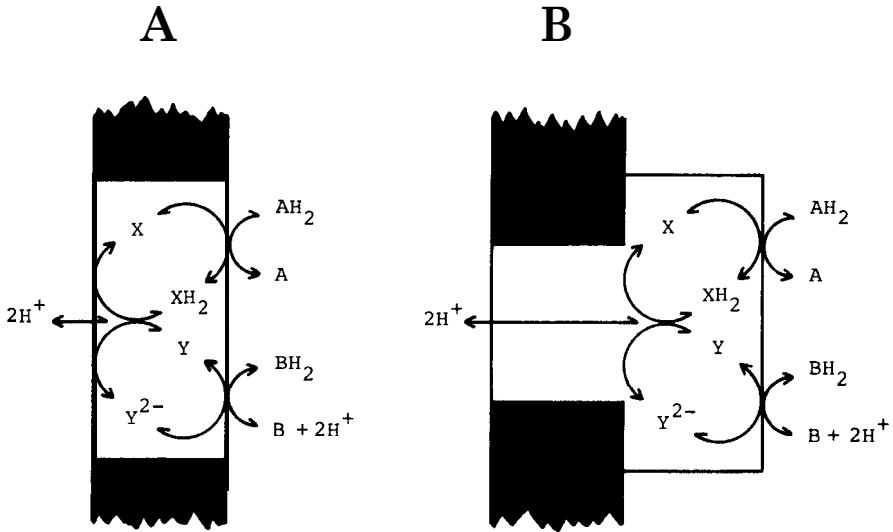 A
B
AH2
X
A
2H+
XH2
Y
BH2
Y2-
B + 2H+
AH2
X
A
2H+
XH2
Y
BH2
Y2-
B + 2H+